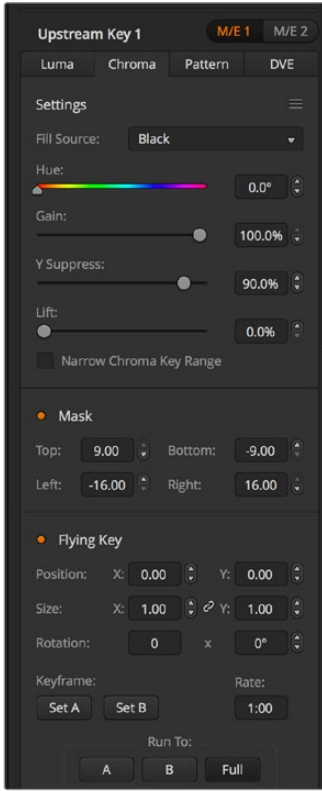 Upstream Key 1 M/E 1 M/E 2
Luma Chroma Pattern DVE
Settings
Fill Source: Black
Hue:
0.0°
Gain:
100.0%
Y Suppress:
90.0%
Lift:
0.0%
Narrow Chroma Key Range
Mask
Top: 9.00 Bottom: -9.00
Left: -16.00 Right: 16.00
Flying Key
Position: X: 0.00 Y: 0.00
Size: X: 1.00 Y: 1.00
Rotation: 0 x 0°
Keyframe: Rate:
Set A Set B 1:00
Run To:
A B Full